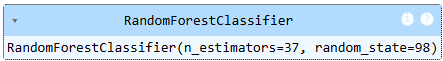 RandomForestClassifier
RandomForestClassifier(n_estimators=37, random_state=98)